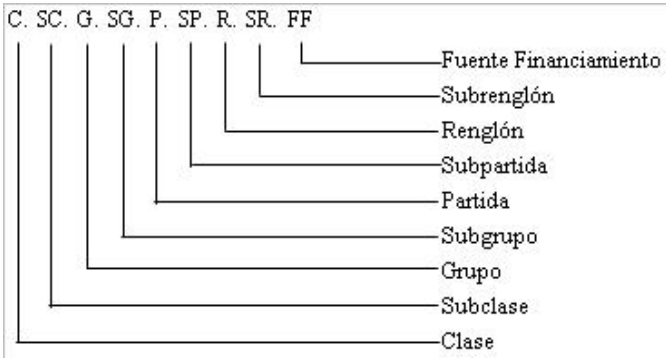 C. SC. G. SG. P. SP. R. SR. FF
Fuente Financiamiento
Subrenglón
Renglón
Subpartida
Partida
Subgrupo
Grupo
Subclase
Clase